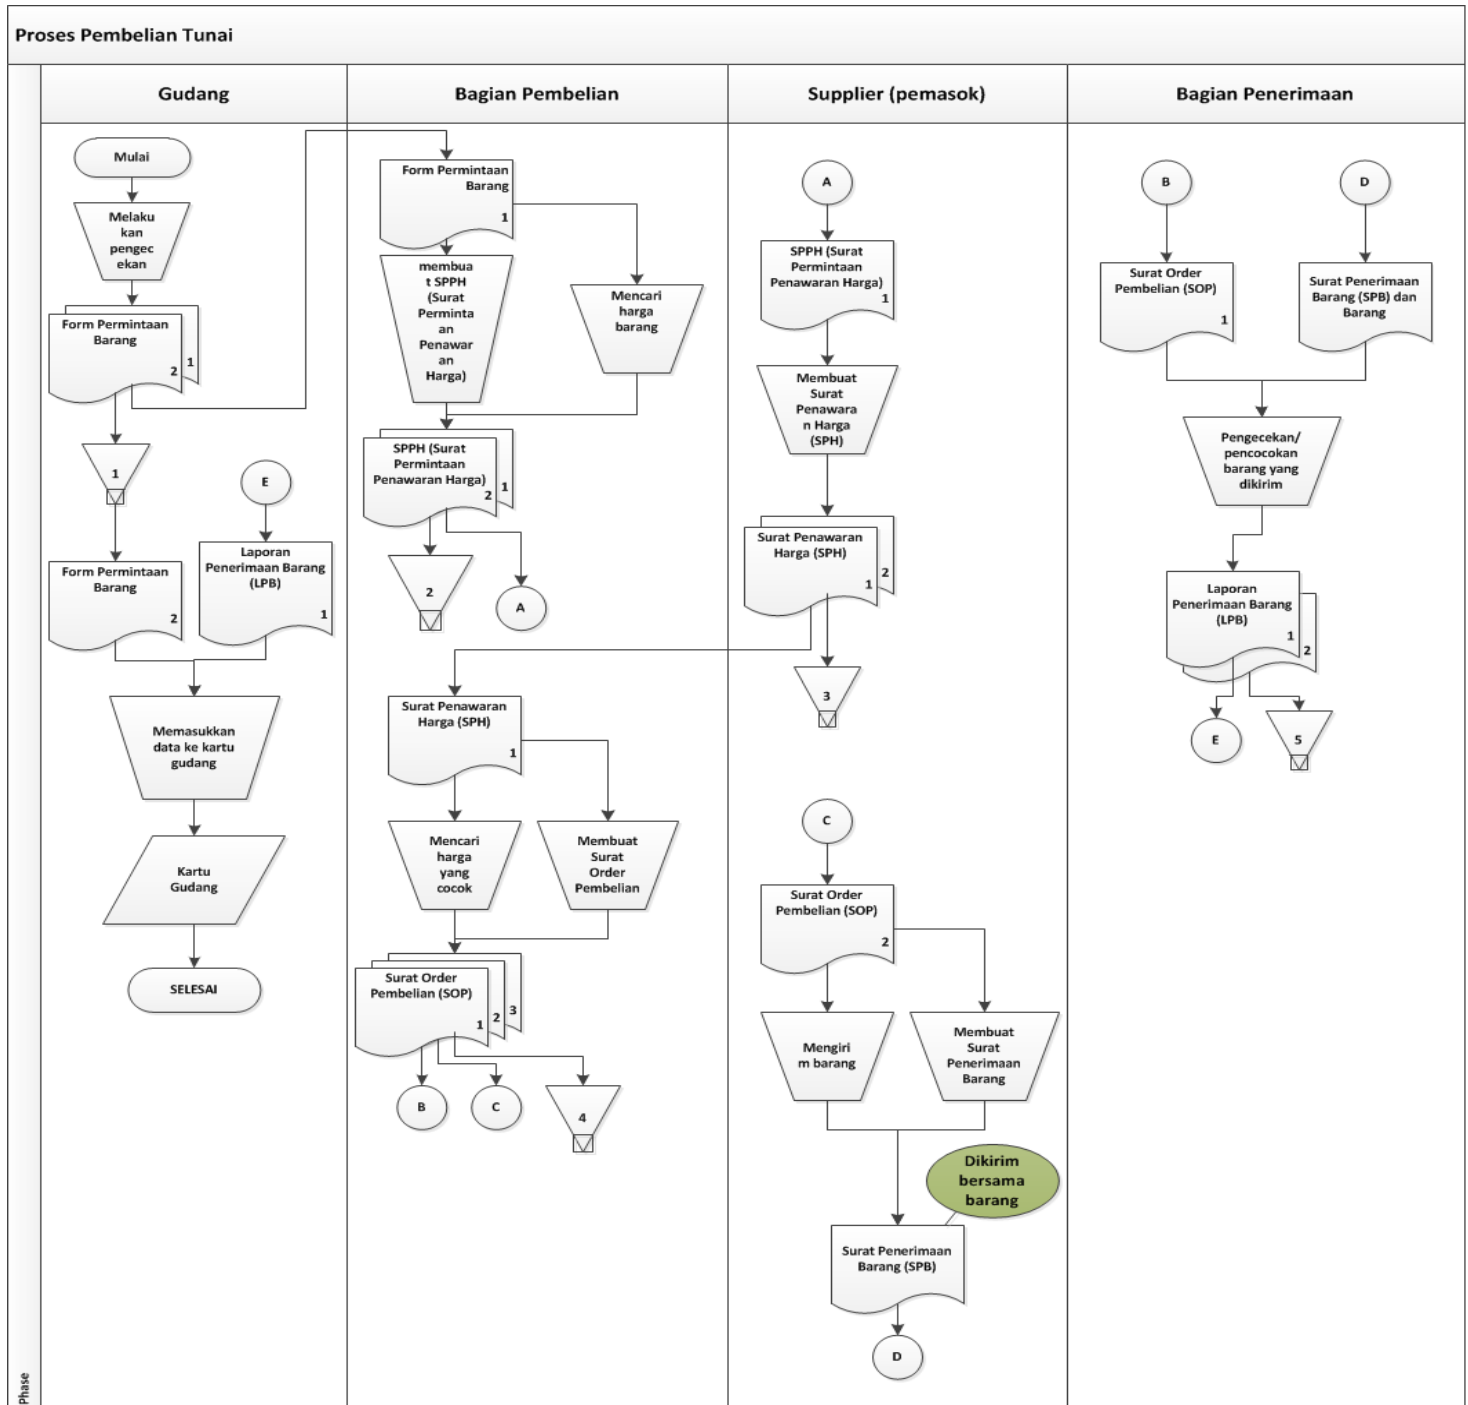 Proses Pembelian Tunai
Gudang
Bagian Pembelian
Supplier (pemasok)
Bagian Penerimaan
Phase
Mulai
Melaku
kan
pengec
ekan
Form Permintaan
Barang
2
1
1
E
Form Permintaan
Barang
2
Laporan
Penerimaan Barang
(LPB)
1
Memasukkan
data ke kartu
gudang
Kartu
Gudang
SELESAI
Form Permintaan
Barang
1
membua
t SPPH
(Surat
Perminta
an
Penawar
an
Harga)
Mencari
harga
barang
SPPH (Surat
Permintaan
Penawaran Harga)
2
1
2
A
Surat Penawaran
Harga (SPH)
1
Mencari
harga
yang
cocok
Membuat
Surat
Order
Pembelian
Surat Order
Pembelian (SOP)
1
2
3
B
C
4
A
SPPH (Surat
Permintaan
Penawaran Harga)
1
Membuat
Surat
Penawara
n Harga
(SPH)
Surat Penawaran
Harga (SPH)
1
2
3
C
Surat Order
Pembelian (SOP)
2
Mengiri
m barang
Membuat
Surat
Penerimaan
Barang
Dikirim
bersama
barang
Surat Penerimaan
Barang (SPB)
D
B
D
Surat Order
Pembelian (SOP)
1
Surat Penerimaan
Barang (SPB) dan
Barang
Pengecekan/
pencocokan
barang yang
dikirim
Laporan
Penerimaan Barang
(LPB)
1
2
E
5